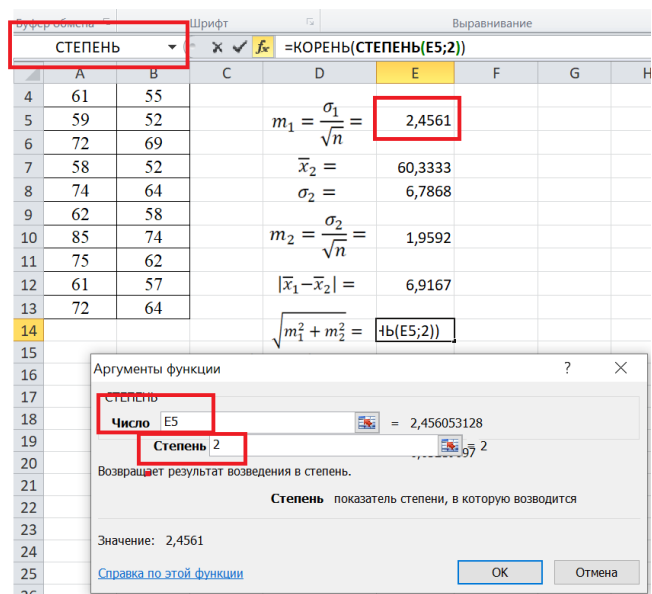 Буфер обмена Шрифт Выравнивание
СТЕПЕНЬ fx =КОРЕНЬ(СТЕПЕНЬ(E5;2))
A B C D E F G H
4 61 55
5 59 52 m₁ = σ₁/√n = 2,4561
6 72 69
7 58 52 x̅₂ = 60,3333
8 74 64 σ₂ = 6,7868
9 62 58
10 85 74 m₂ = σ₂/√n = 1,9592
11 75 62
12 61 57 |x̅₁−x̅₂| = 6,9167
13 72 64
14 √(m₁² + m₂²) = НЬ(E5;2))
15
16 Аргументы функции ? ×
17 СТЕПЕНЬ
18 Число E5 = 2,456053128
19 Степень 2 = 2
20 Возвращает результат возведения в степень.
21
22 Степень показатель степени, в которую возводится
23
24 Значение: 2,4561
25 Справка по этой функции ОК Отмена
26